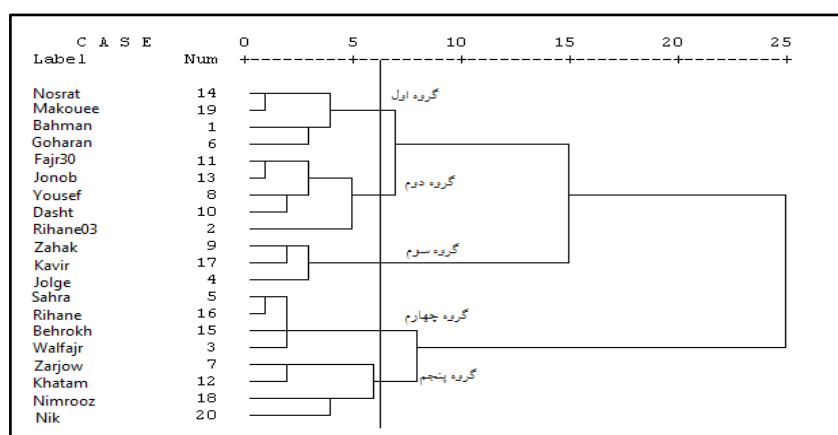 C A S E 0 5 10 15 20 25
Label Num +---------+---------+---------+---------+---------+
Nosrat 14 گروه اول
Makouee 19
Bahman 1
Goharan 6
Fajr30 11
Jonob 13 گروه دوم
Yousef 8
Dasht 10
Rihane03 2
Zahak 9 گروه سوم
Kavir 17
Jolge 4
Sahra 5
Rihane 16 گروه چهارم
Behrokh 15
Walfajr 3
Zarjow 7 گروه پنجم
Khatam 12
Nimrooz 18
Nik 20